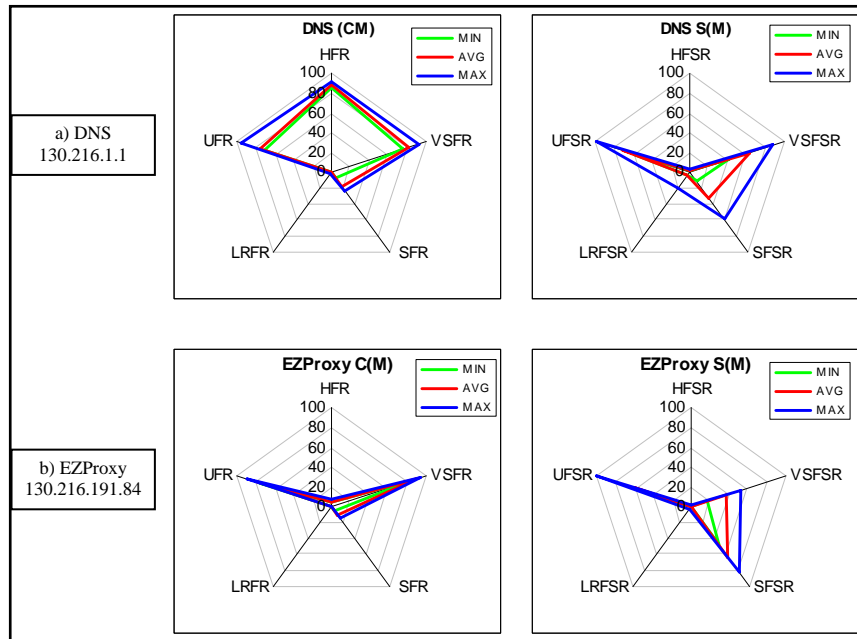 a) DNS
130.216.1.1
DNS (CM)
MIN
AVG
MAX
HFR
100
80
60
40
20
0
UFR
VSFR
LRFR
SFR
DNS S(M)
MIN
AVG
MAX
HFSR
100
80
60
40
20
0
UFSR
VSFSR
LRFSR
SFSR
b) EZProxy
130.216.191.84
EZProxy C(M)
MIN
AVG
MAX
HFR
100
80
60
40
20
0
UFR
VSFR
LRFR
SFR
EZProxy S(M)
MIN
AVG
MAX
HFSR
100
80
60
40
20
0
UFSR
VSFSR
LRFSR
SFSR